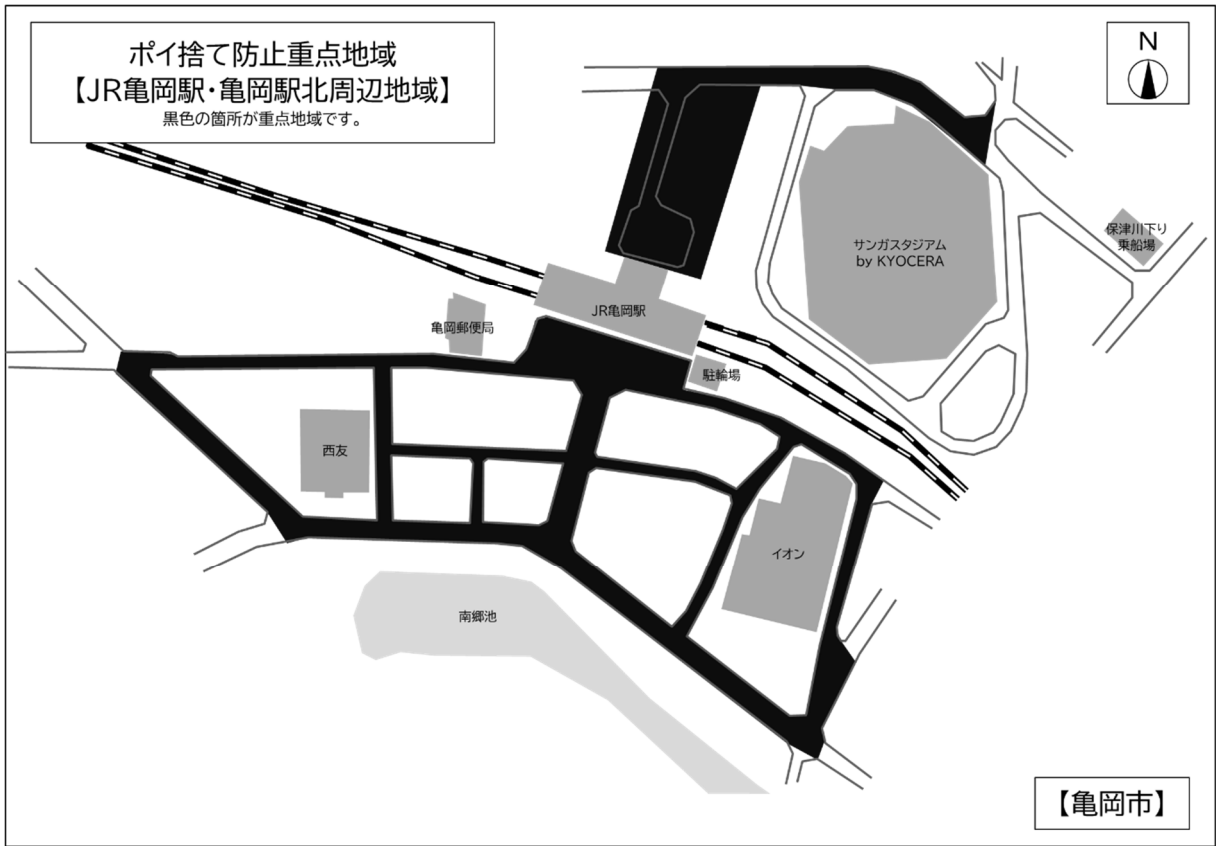 ポイ捨て防止重点地域
【JR亀岡駅・亀岡駅北周辺地域】
黒色の箇所が重点地域です。
N
保津川下り
乗船場
サンガスタジアム
by KYOCERA
JR亀岡駅
亀岡郵便局
駐輪場
西友
イオン
南郷池
【亀岡市】